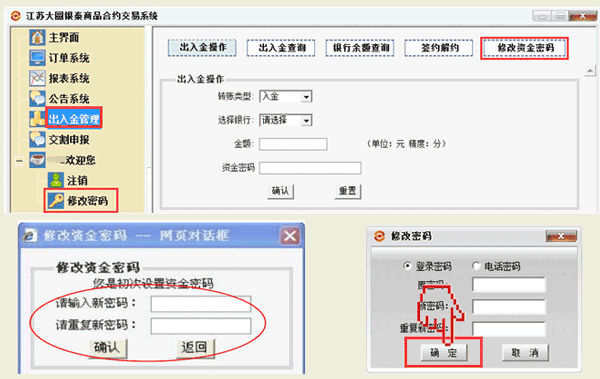 江苏大圆银泰商品合约交易系统
主界面
订单系统
报表系统
公告系统
出入金管理
交割申报
欢迎您
注销
修改密码
出入金操作 出入金查询 银行余额查询 签约解约 修改资金密码
出入金操作
转账类型: 入金
选择银行: 请选择
金额: (单位: 元 精度: 分)
资金密码
确认 重置
修改资金密码 -- 网页对话框
修改资金密码
您是初次设置资金密码
请输入新密码:
请重复新密码:
确认 返回
修改密码
登录密码 电话密码
原密码:
新密码:
重复新密码:
确 定 取 消